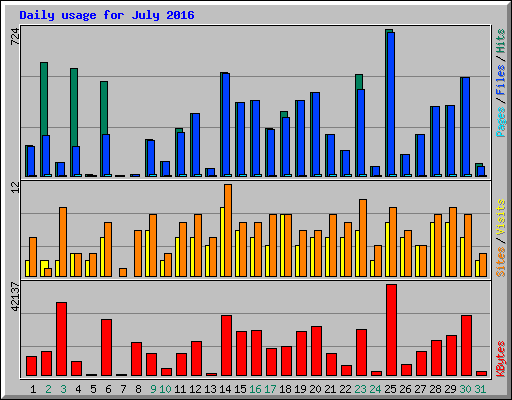 Daily usage for July 2016
724
Pages / Files / Hits
12
Sites / Visits
42137
KBytes
1 2 3 4 5 6 7 8 9 10 11 12 13 14 15 16 17 18 19 20 21 22 23 24 25 26 27 28 29 30 31